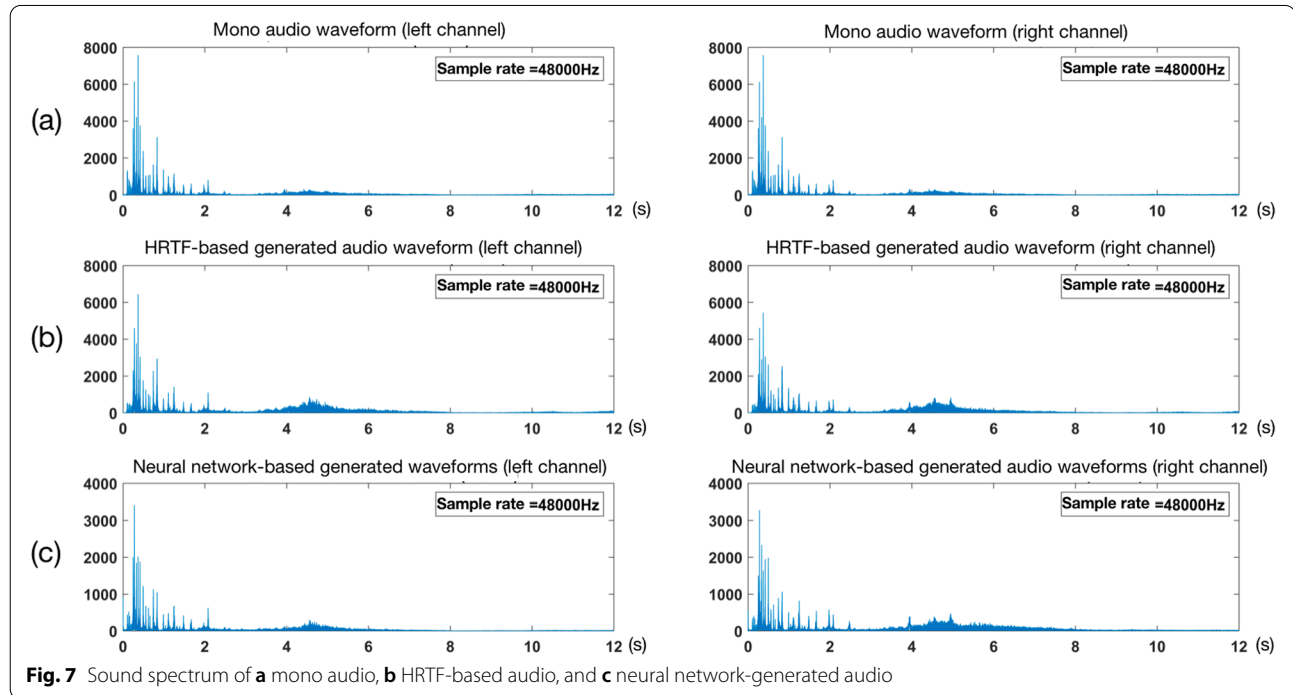 Mono audio waveform (left channel)
Mono audio waveform (right channel)
(a)
8000
6000
4000
2000
0
Sample rate =48000Hz
0 2 4 6 8 10 12 (s)
8000
6000
4000
2000
0
Sample rate =48000Hz
0 2 4 6 8 10 12 (s)
HRTF-based generated audio waveform (left channel)
HRTF-based generated audio waveform (right channel)
(b)
8000
6000
4000
2000
0
Sample rate =48000Hz
0 2 4 6 8 10 12 (s)
8000
6000
4000
2000
0
Sample rate =48000Hz
0 2 4 6 8 10 12 (s)
Neural network-based generated waveforms (left channel)
Neural network-based generated audio waveforms (right channel)
(c)
4000
3000
2000
1000
0
Sample rate =48000Hz
0 2 4 6 8 10 12 (s)
4000
3000
2000
1000
0
Sample rate =48000Hz
0 2 4 6 8 10 12 (s)
Fig. 7 Sound spectrum of a mono audio, b HRTF-based audio, and c neural network-generated audio